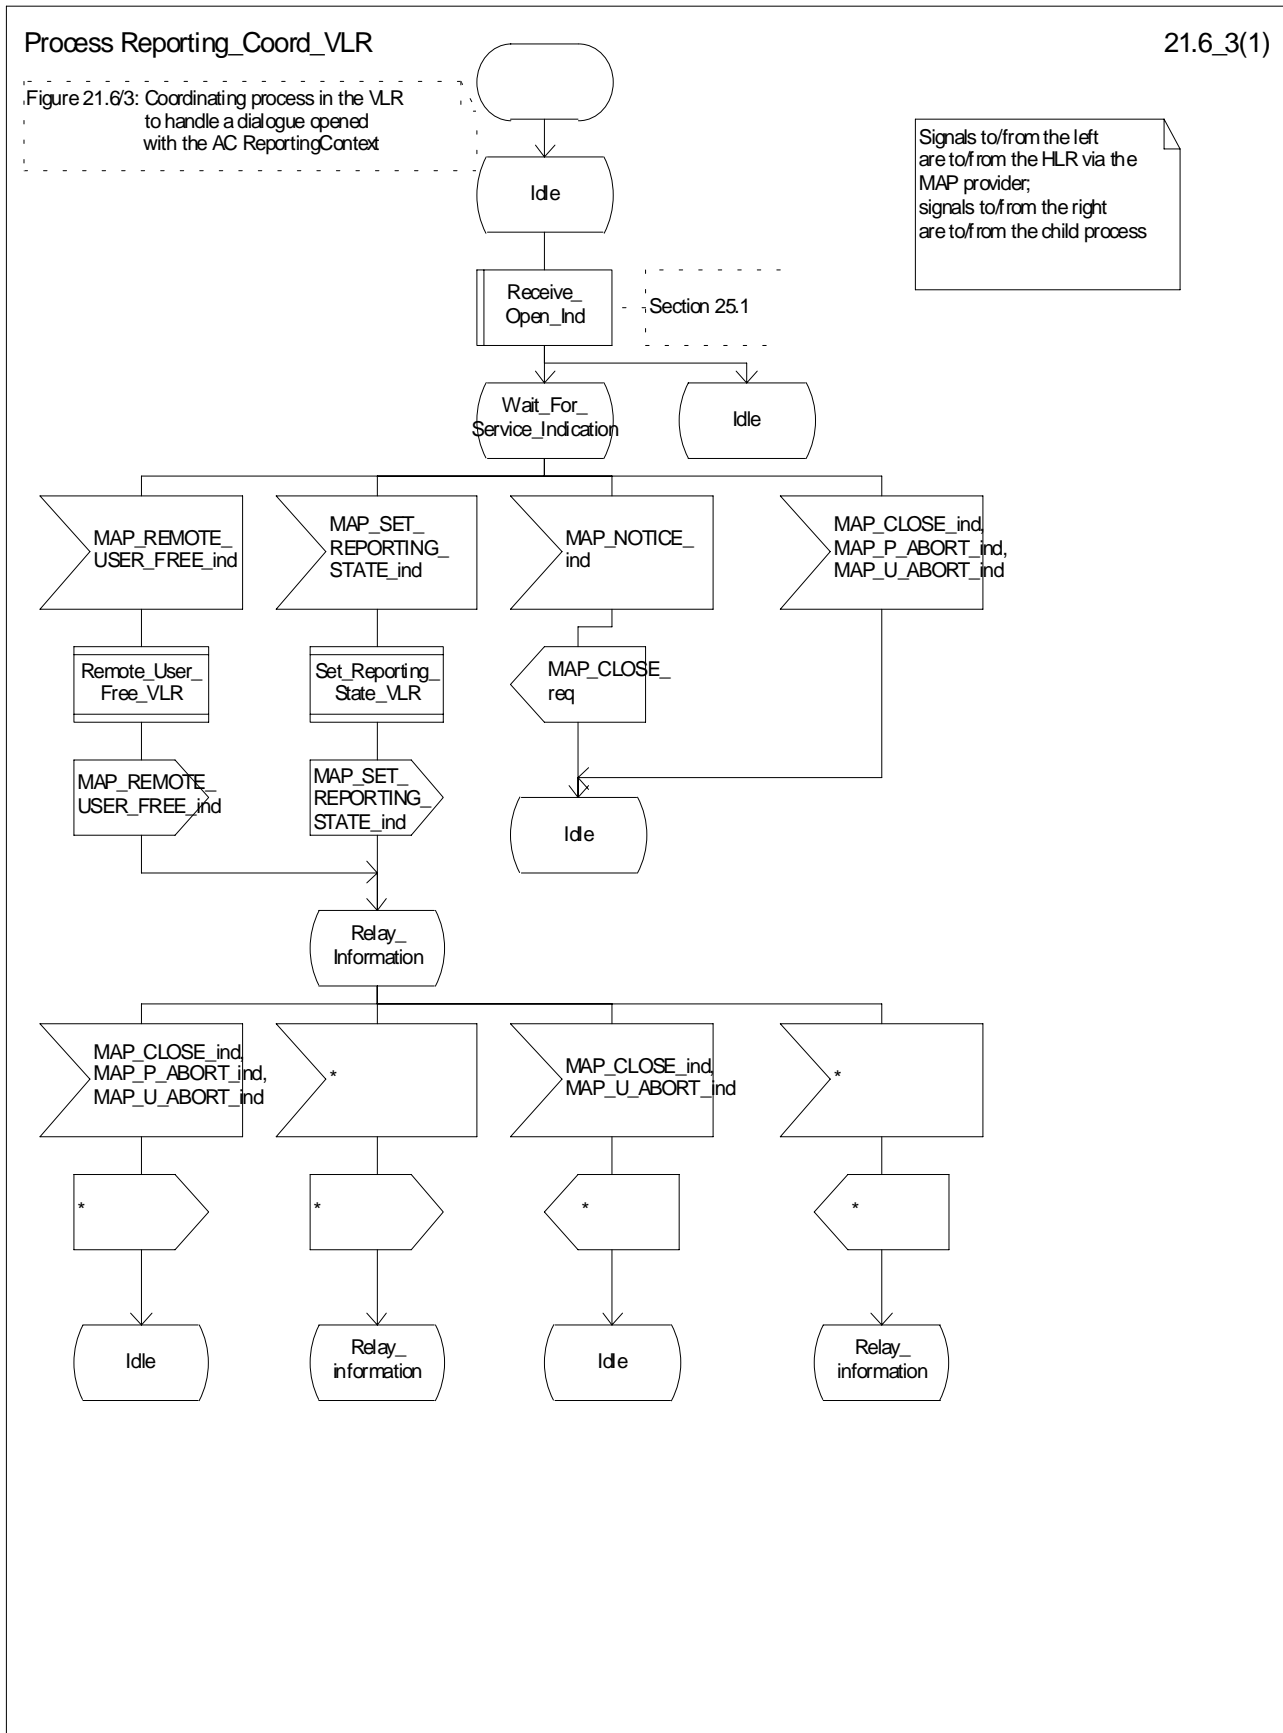 Process Reporting_Coord_VLR
21.6_3(1)
Figure 21.6/3: Coordinating process in the VLR
to handle a dialogue opened
with the AC ReportingContext
Signals to/from the left
are to/from the HLR via the
MAP provider;
signals to/from the right
are to/from the child process
Idle
Receive_
Open_Ind
Section 25.1
Wait_For_
Service_Indication
Idle
MAP_REMOTE_
USER_FREE_ind
MAP_SET_
REPORTING_
STATE_ind
MAP_NOTICE_
ind
MAP_CLOSE_ind,
MAP_P_ABORT_ind,
MAP_U_ABORT_ind
Remote_User_
Free_VLR
Set_Reporting_
State_VLR
MAP_CLOSE_
req
MAP_REMOTE_
USER_FREE_ind
MAP_SET_
REPORTING_
STATE_ind
Idle
Relay_
Information
MAP_CLOSE_ind,
MAP_P_ABORT_ind,
MAP_U_ABORT_ind
*
MAP_CLOSE_ind,
MAP_U_ABORT_ind
*
*
*
*
*
Idle
Relay_
information
Idle
Relay_
information